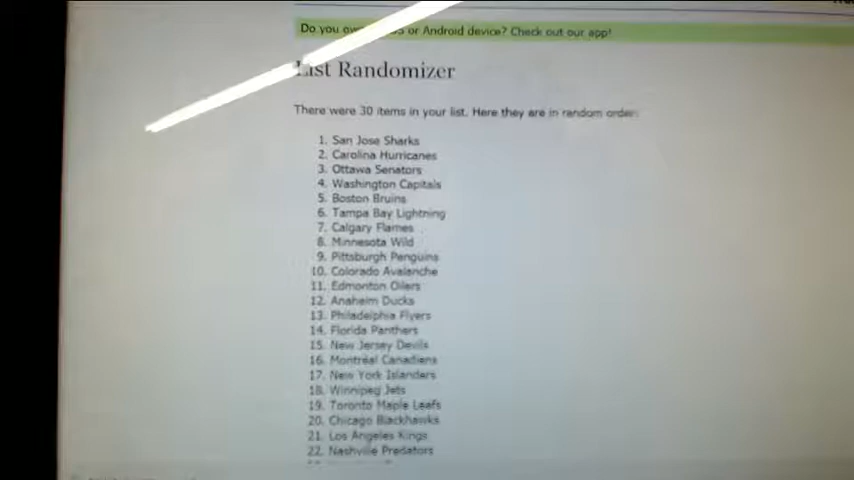 Do you or Android device? Check out our app!
List Randomizer
There were 30 items in your list. Here they are in random order:
1. San Jose Sharks
2. Carolina Hurricanes
3. Ottawa Senators
4. Washington Capitals
5. Boston Bruins
6. Tampa Bay Lightning
7. Calgary Flames
8. Minnesota Wild
9. Pittsburgh Penguins
10. Colorado Avalanche
11. Edmonton Oilers
12. Anaheim Ducks
13. Philadelphia Flyers
14. Florida Panthers
15. New Jersey Devils
16. Montréal Canadiens
17. New York Islanders
18. Winnipeg Jets
19. Toronto Maple Leafs
20. Chicago Blackhawks
21. Los Angeles Kings
22. Nashville Predators